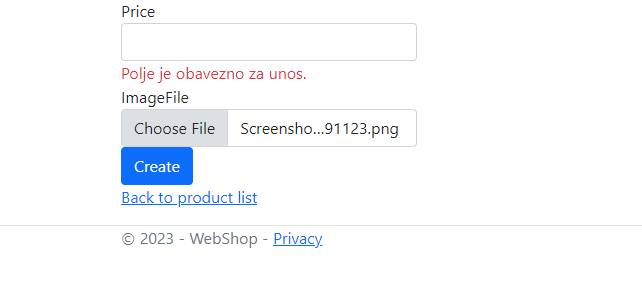 Price
Polje je obavezno za unos.
ImageFile
Choose File Screensho...91123.png
Create
Back to product list
© 2023 - WebShop - Privacy